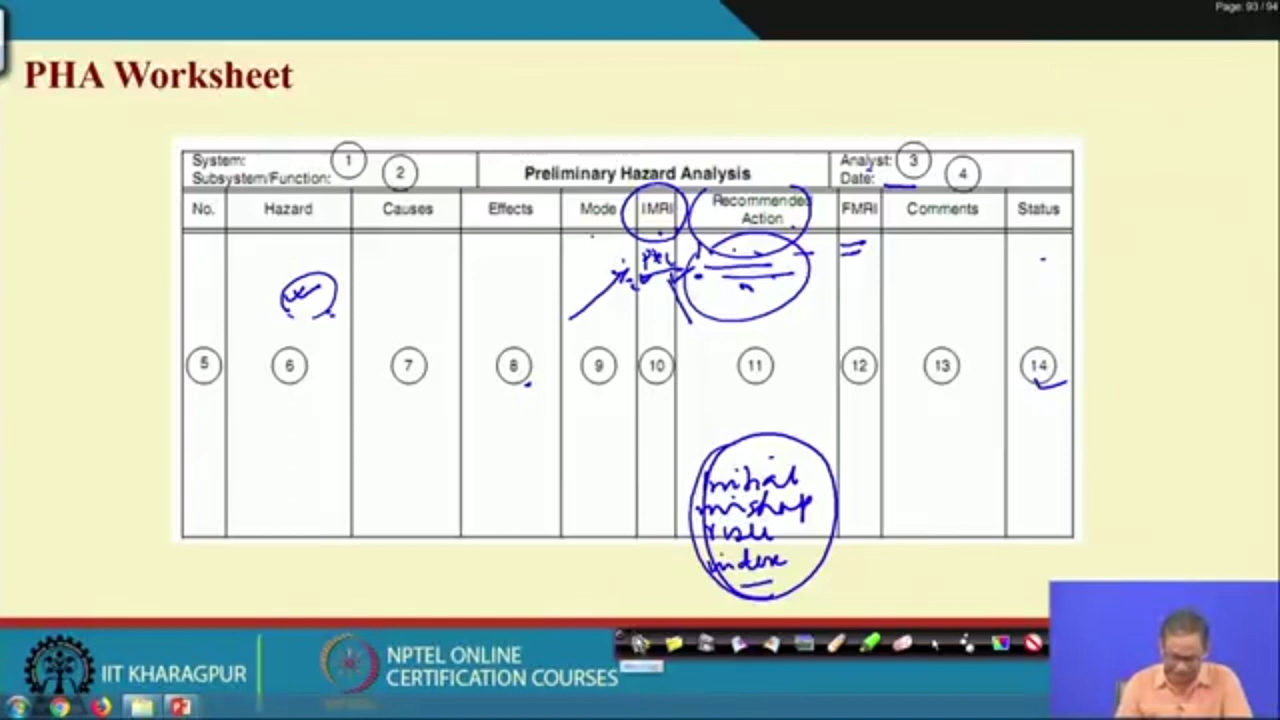 Page: 93 / 94
PHA Worksheet
System: 1
Subsystem/Function: 2
Preliminary Hazard Analysis
Analyst: 3
Date: 4
No. Hazard Causes Effects Mode IMRI Recommended Action FMRI Comments Status
5 6 7 8 9 10 11 12 13 14
Initial
mishap
risk
index
IIT KHARAGPUR
NPTEL ONLINE
CERTIFICATION COURSES